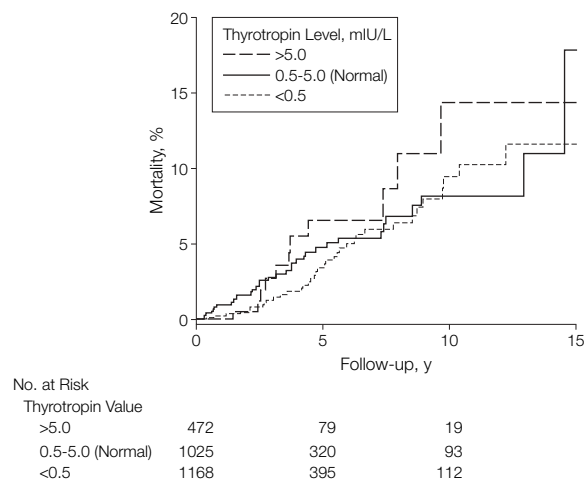 Thyrotropin Level, mIU/L
>5.0
0.5-5.0 (Normal)
<0.5
20
15
10
5
0
Mortality, %
0 5 10 15
Follow-up, y
No. at Risk
Thyrotropin Value
>5.0 472 79 19
0.5-5.0 (Normal) 1025 320 93
<0.5 1168 395 112